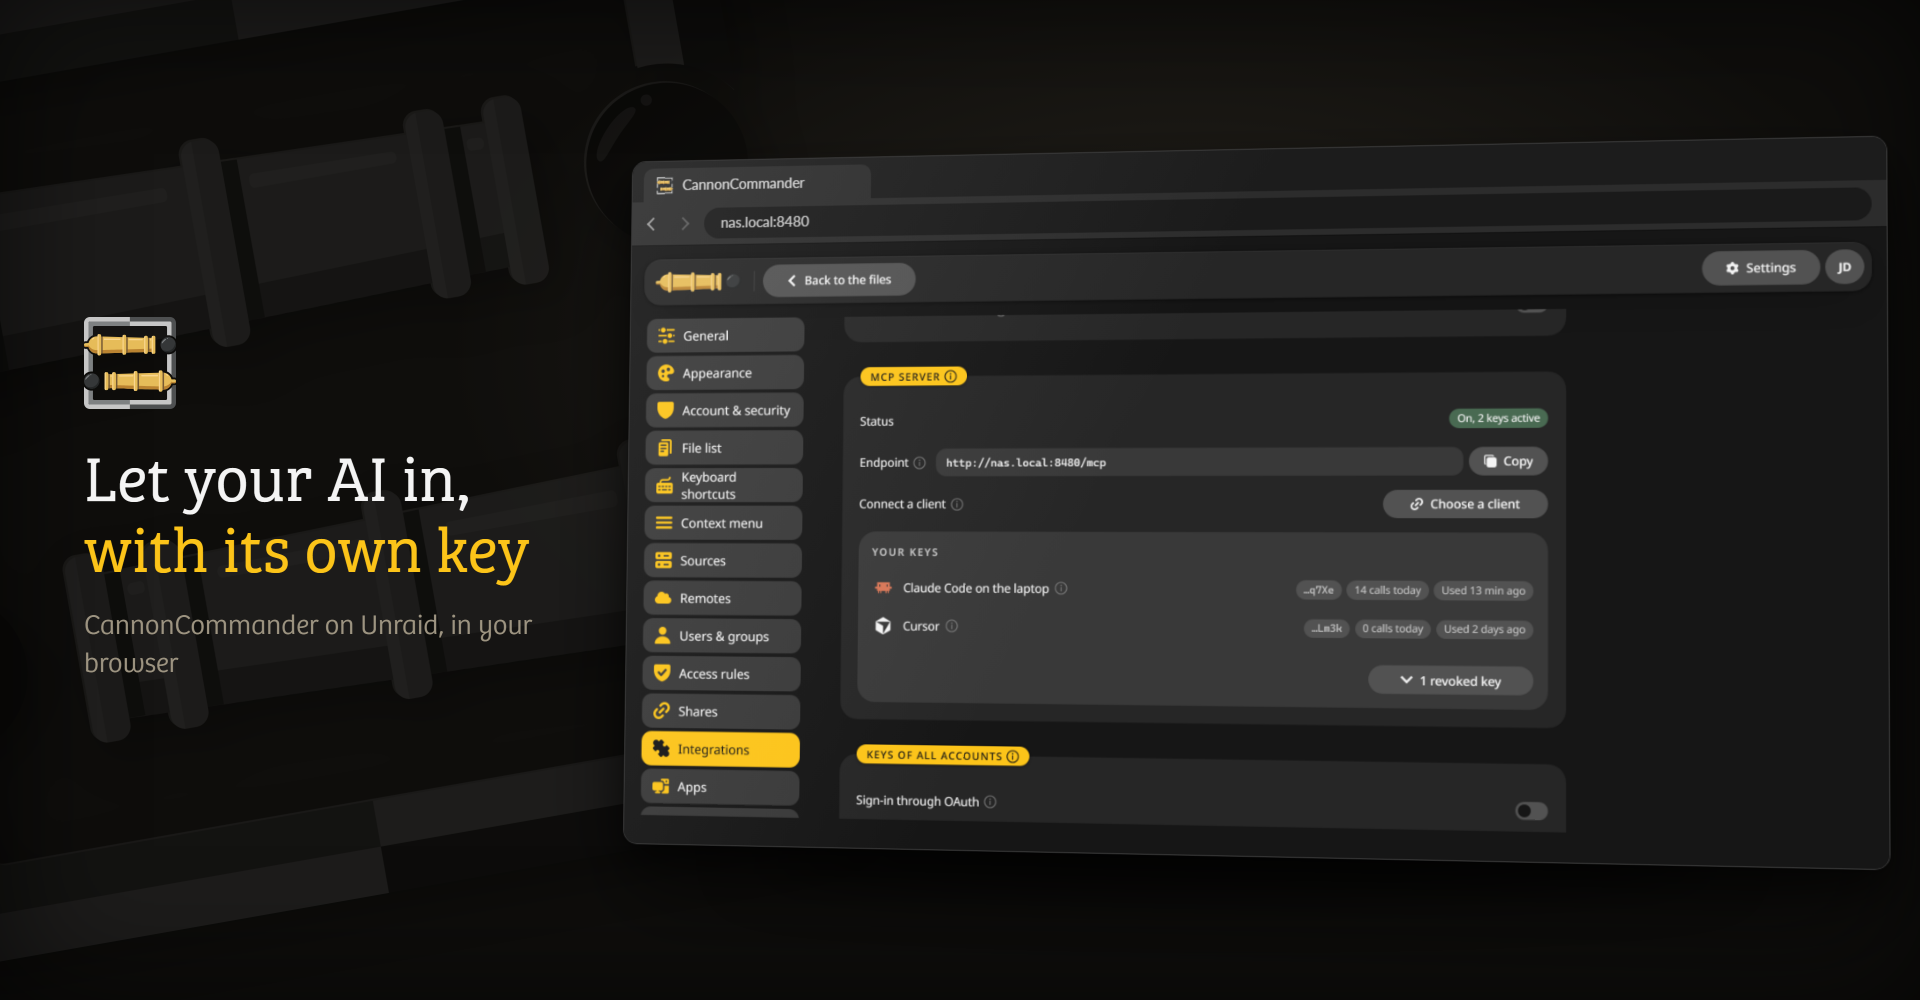 Let your AI in,
with its own key
CannonCommander on Unraid, in your
browser
CannonCommander
nas.local:8480
Back to the files
Settings
JD
General
Appearance
Account & security
File list
Keyboard
shortcuts
Context menu
Sources
Remotes
Users & groups
Access rules
Shares
Integrations
Apps
MCP SERVER
Status
On, 2 keys active
Endpoint
http://nas.local:8480/mcp
Copy
Connect a client
Choose a client
YOUR KEYS
Claude Code on the laptop
…q7Xe
14 calls today
Used 13 min ago
Cursor
…Lm3k
0 calls today
Used 2 days ago
1 revoked key
KEYS OF ALL ACCOUNTS
Sign-in through OAuth